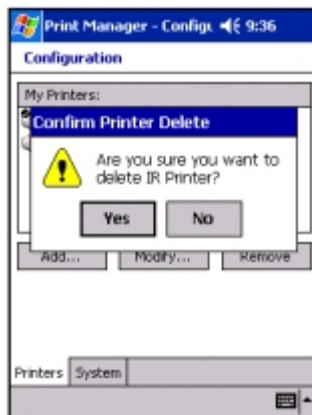 Print Manager - Configu 9:36
Configuration
My Printers:
Confirm Printer Delete
Are you sure you want to
delete IR Printer?
Yes No
Add... Modify... Remove
Printers System